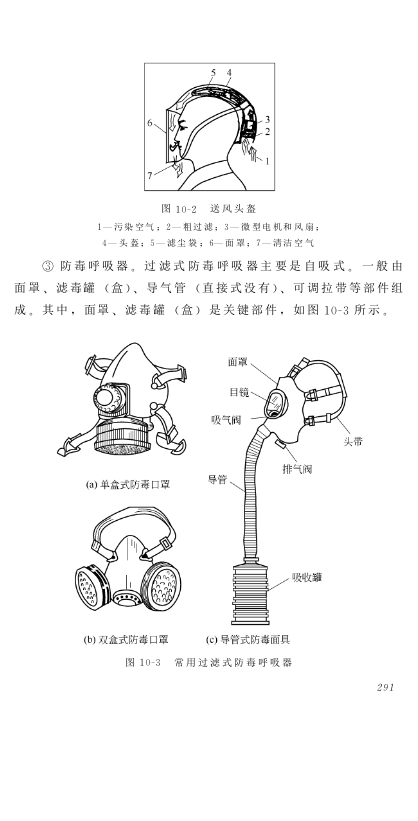 5 4
6
3
2
1
7
图 10-2 送风头盔
1—污染空气；2—粗过滤；3—微型电机和风扇；
4—头盔；5—滤尘袋；6—面罩；7—清洁空气
③ 防毒呼吸器。过滤式防毒呼吸器主要是自吸式。一般由
面罩、滤毒罐（盒）、导气管（直接式没有）、可调拉带等部件组
成。其中，面罩、滤毒罐（盒）是关键部件，如图 10-3 所示。
面罩
目镜
吸气阀
头带
排气阀
导管
(a) 单盒式防毒口罩
吸收罐
(b) 双盒式防毒口罩 (c) 导管式防毒面具
图 10-3 常用过滤式防毒呼吸器
291